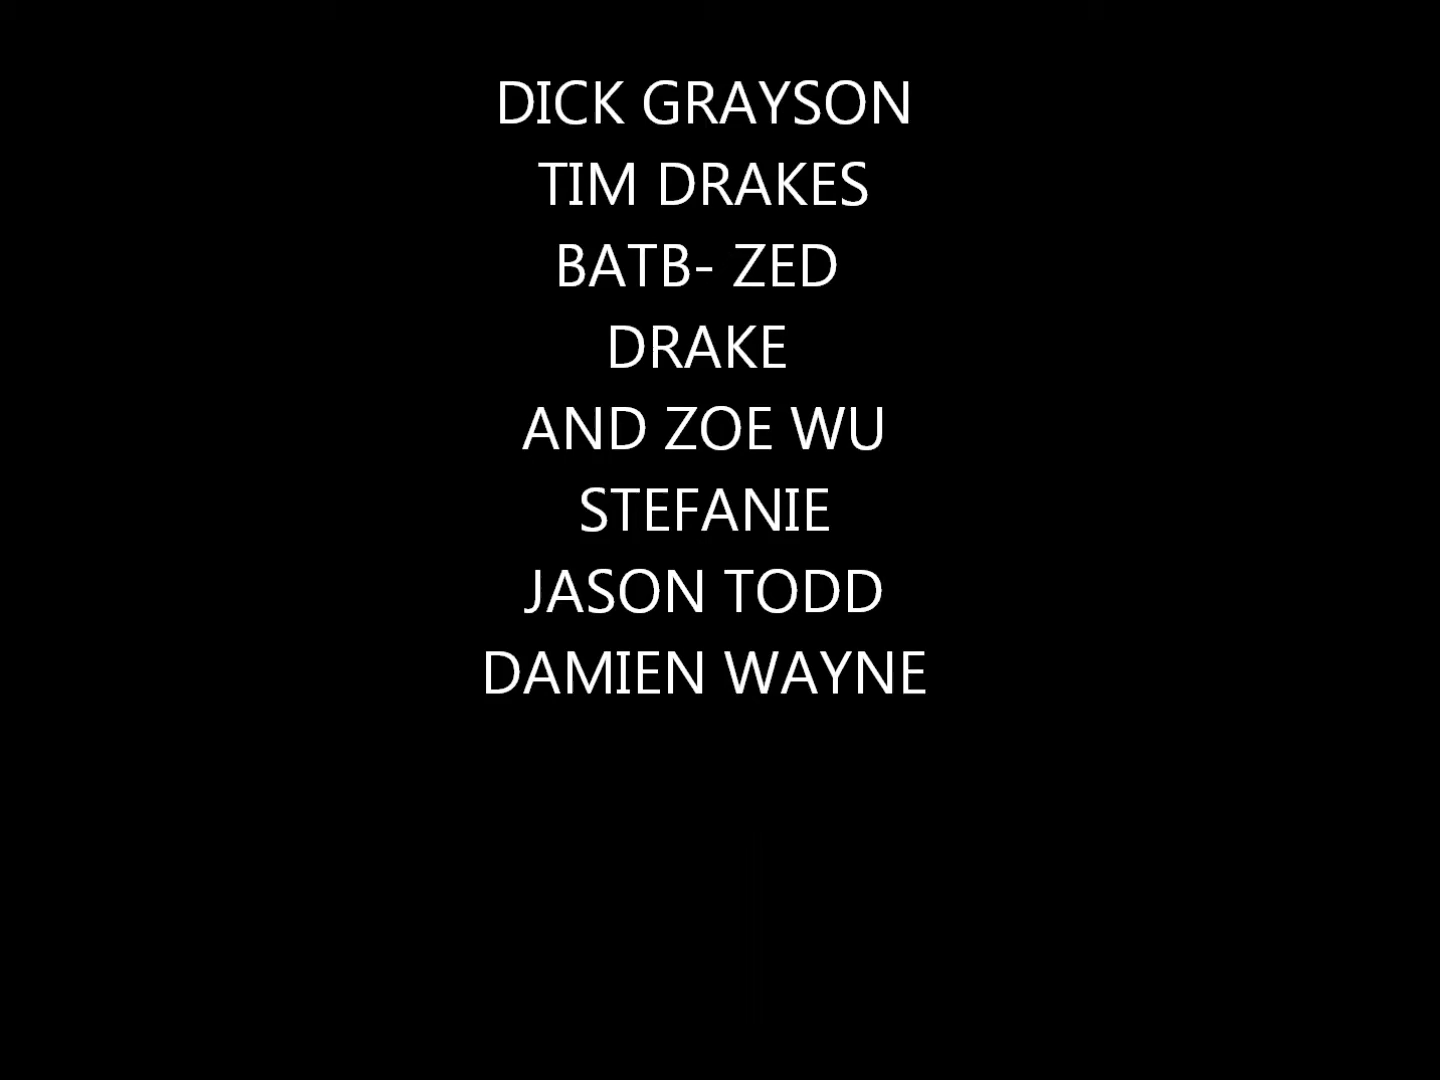 DICK GRAYSON
TIM DRAKES
BATB- ZED
DRAKE
AND ZOE WU
STEFANIE
JASON TODD
DAMIEN WAYNE